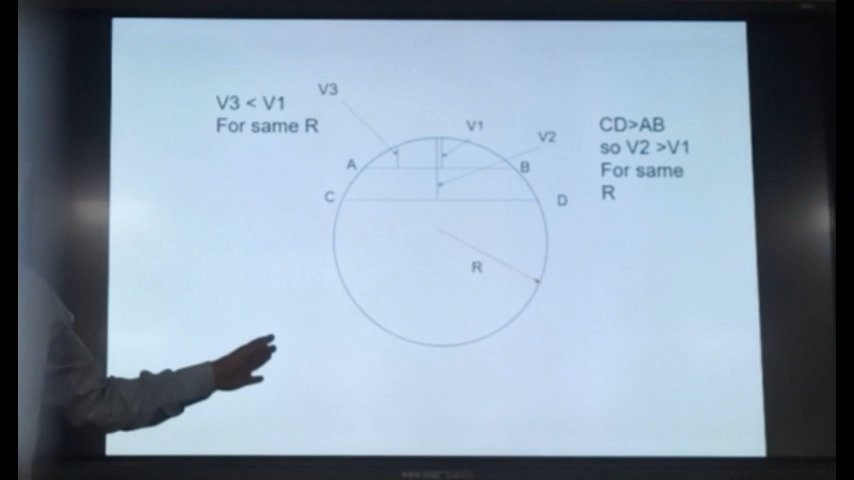 V3
V3 < V1
For same R
V1
V2
CD>AB
so V2 >V1
For same
R
A
B
C
D
R